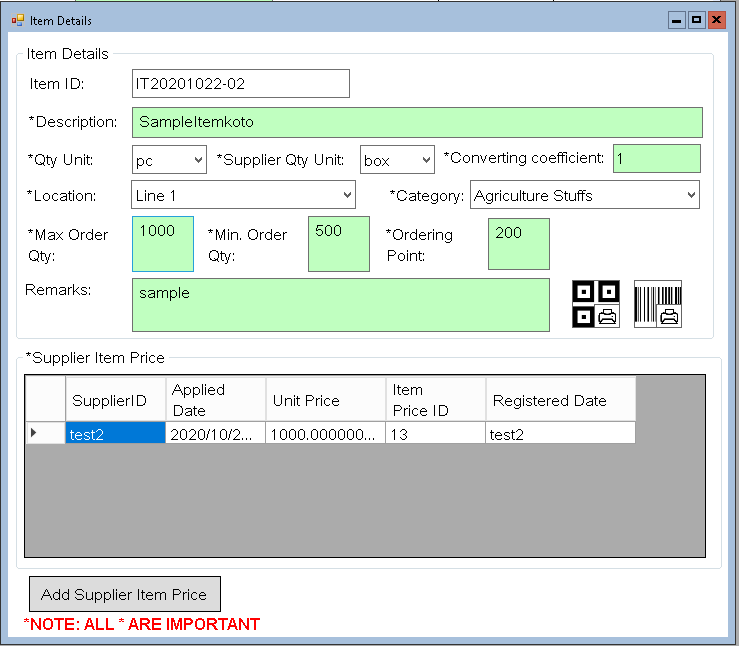 Item Details
Item Details
Item ID: IT20201022-02
*Description: SampleItemkoto
*Qty Unit: pc *Supplier Qty Unit: box *Converting coefficient: 1
*Location: Line 1 *Category: Agriculture Stuffs
*Max Order Qty: 1000 *Min. Order Qty: 500 *Ordering Point: 200
Remarks: sample
*Supplier Item Price
SupplierID Applied Date Unit Price Item Price ID Registered Date
test2 2020/10/2... 1000.000000... 13 test2
Add Supplier Item Price
*NOTE: ALL * ARE IMPORTANT